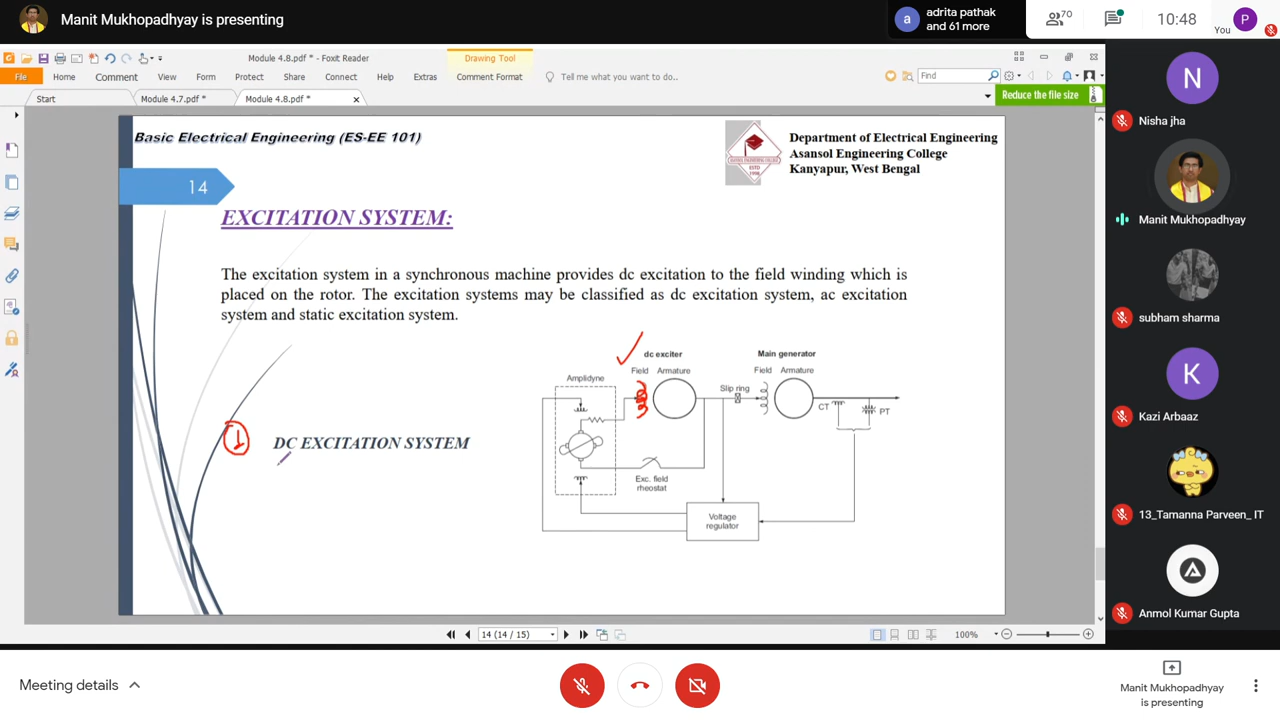 Manit Mukhopadhyay is presenting
a
adrita pathak
and 61 more
70
10:48
You
P
Module 4.8.pdf * - Foxit Reader
Drawing Tool
File
Home
Comment
View
Form
Protect
Share
Connect
Help
Extras
Comment Format
Tell me what you want to do..
Find
Start
Module 4.7.pdf *
Module 4.8.pdf *
Reduce the file size
Basic Electrical Engineering (ES-EE 101)
Department of Electrical Engineering
Asansol Engineering College
Kanyapur, West Bengal
14
EXCITATION SYSTEM:
The excitation system in a synchronous machine provides dc excitation to the field winding which is
placed on the rotor. The excitation systems may be classified as dc excitation system, ac excitation
system and static excitation system.
dc exciter
Main generator
Field
Armature
Field
Armature
Amplidyne
Slip ring
CT
PT
1
DC EXCITATION SYSTEM
Exc. field
rheostat
Voltage
regulator
14 (14 / 15)
100%
N
Nisha jha
Manit Mukhopadhyay
subham sharma
K
Kazi Arbaaz
13_Tamanna Parveen_ IT
Anmol Kumar Gupta
Meeting details
Manit Mukhopadhyay
is presenting